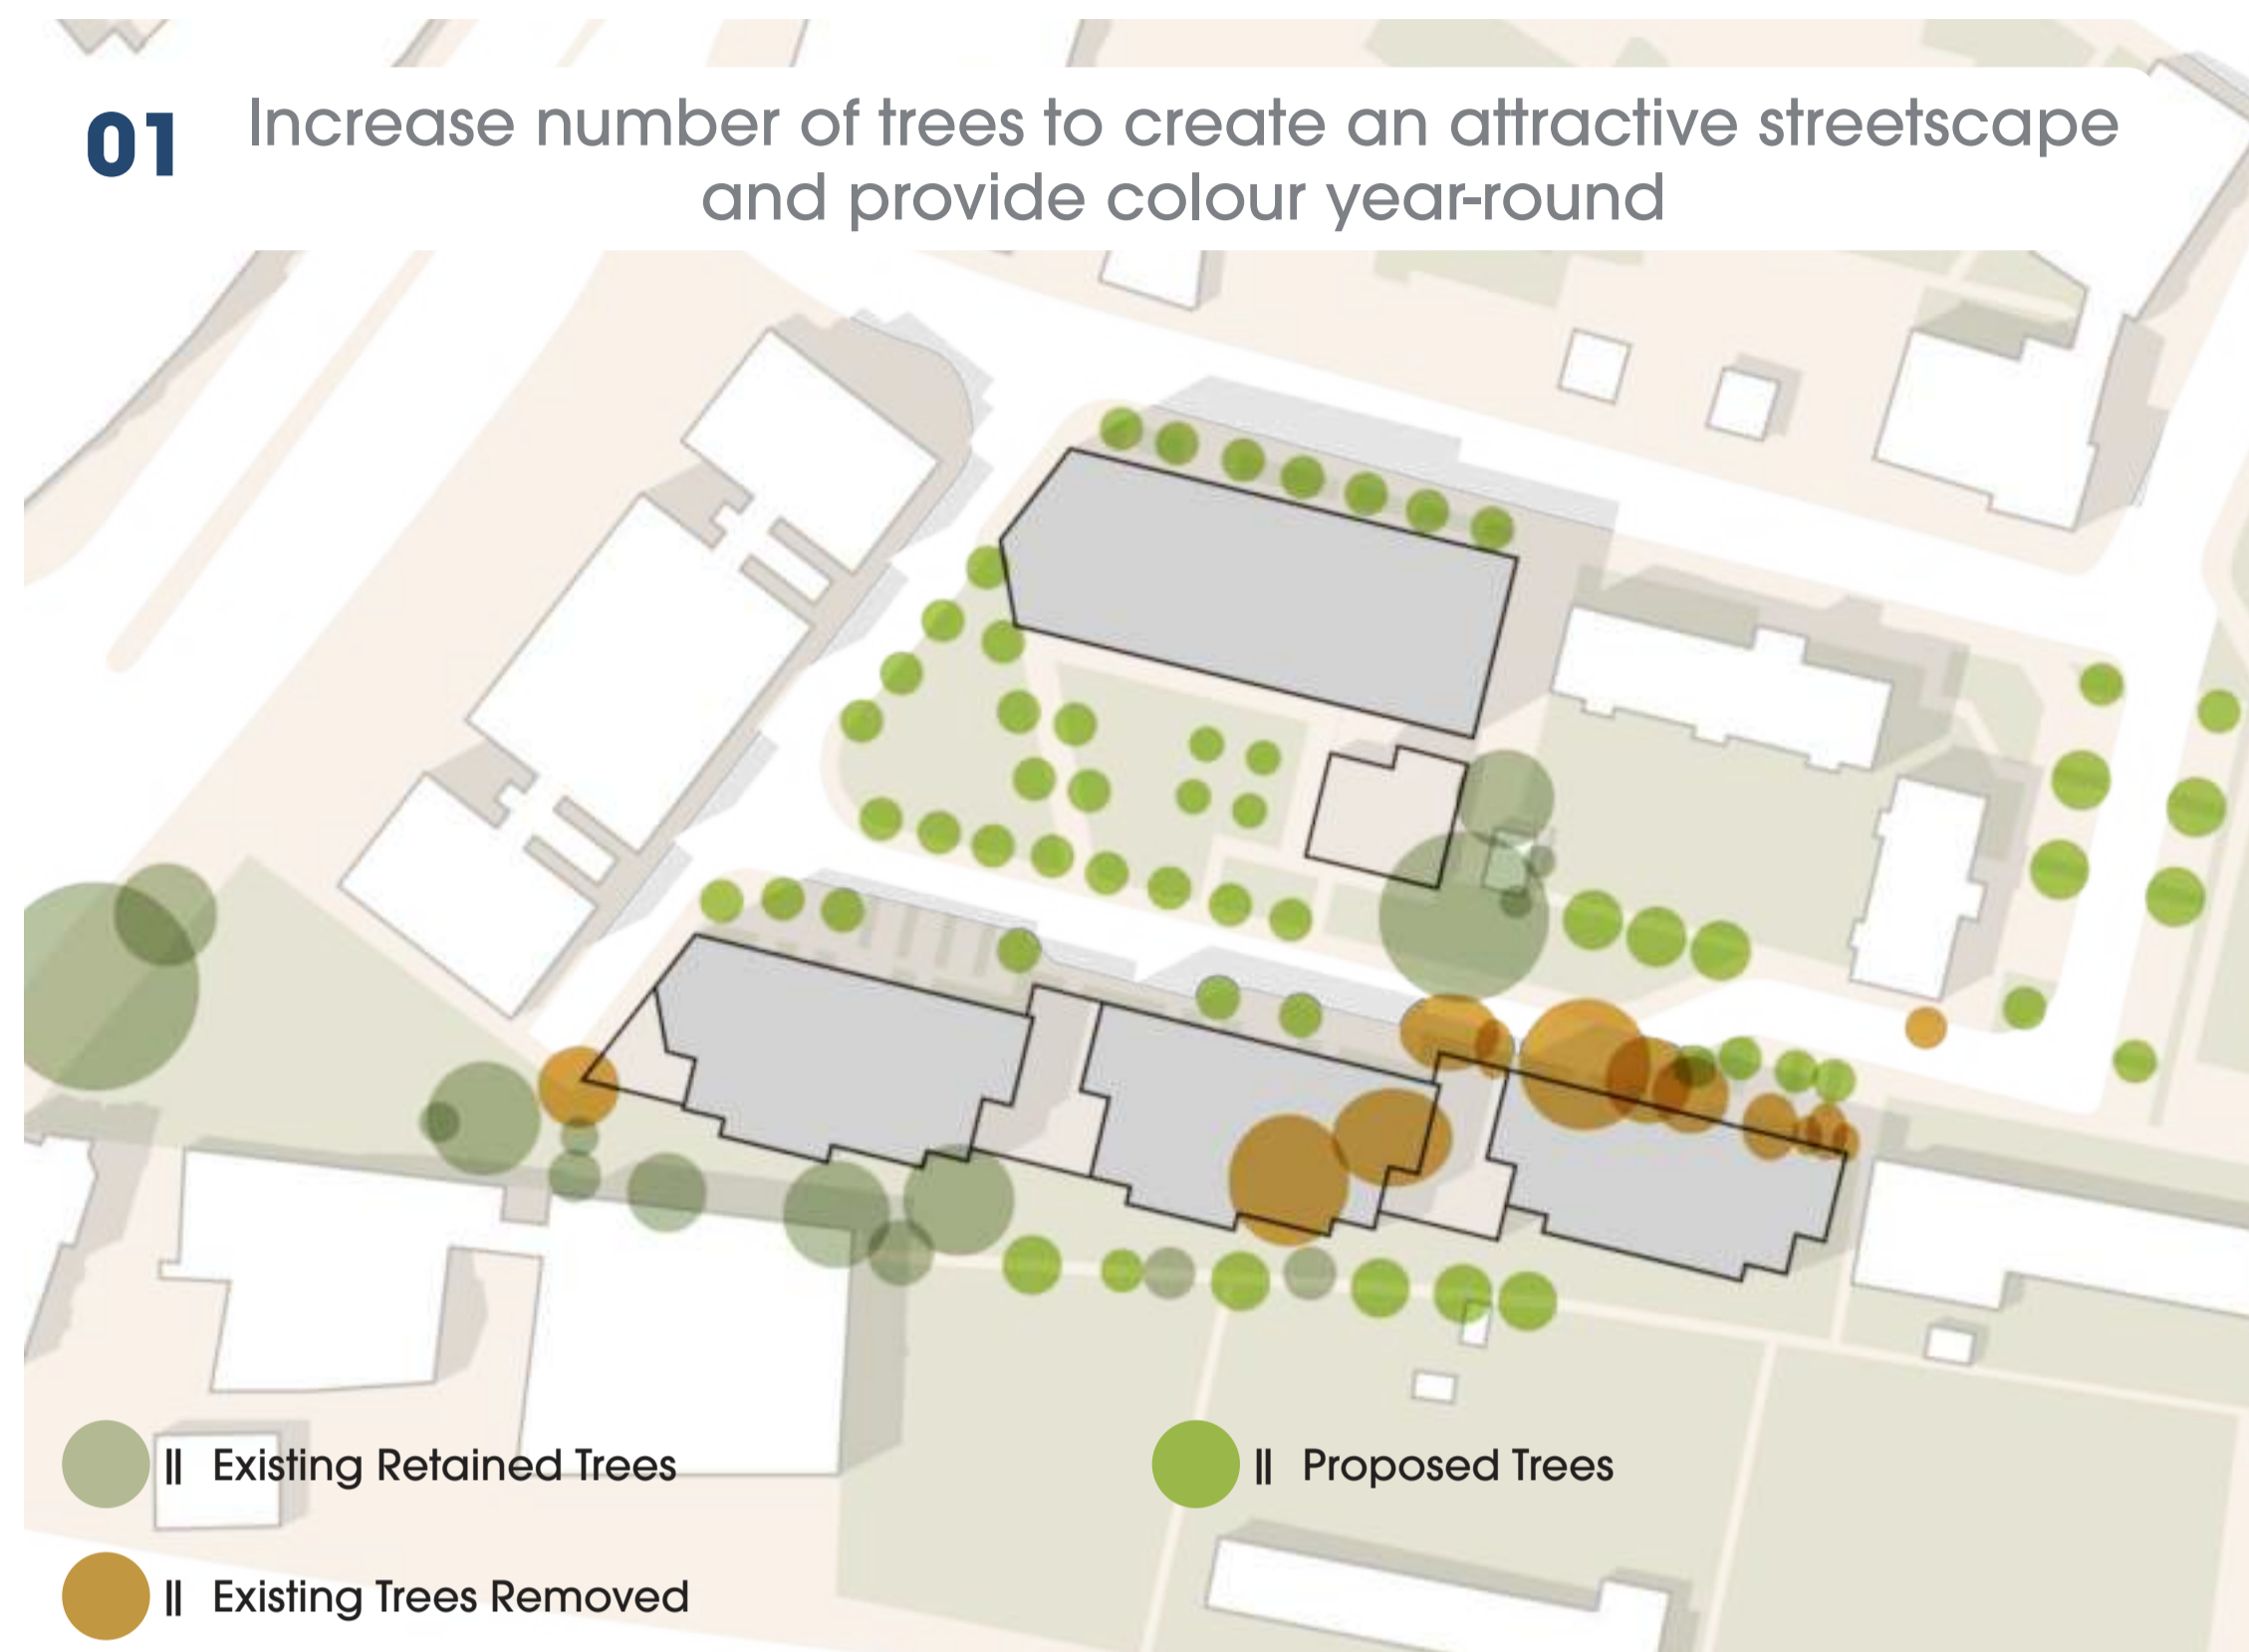 01
Increase number of trees to create an attractive streetscape
and provide colour year-round
|| Existing Retained Trees
|| Proposed Trees
|| Existing Trees Removed